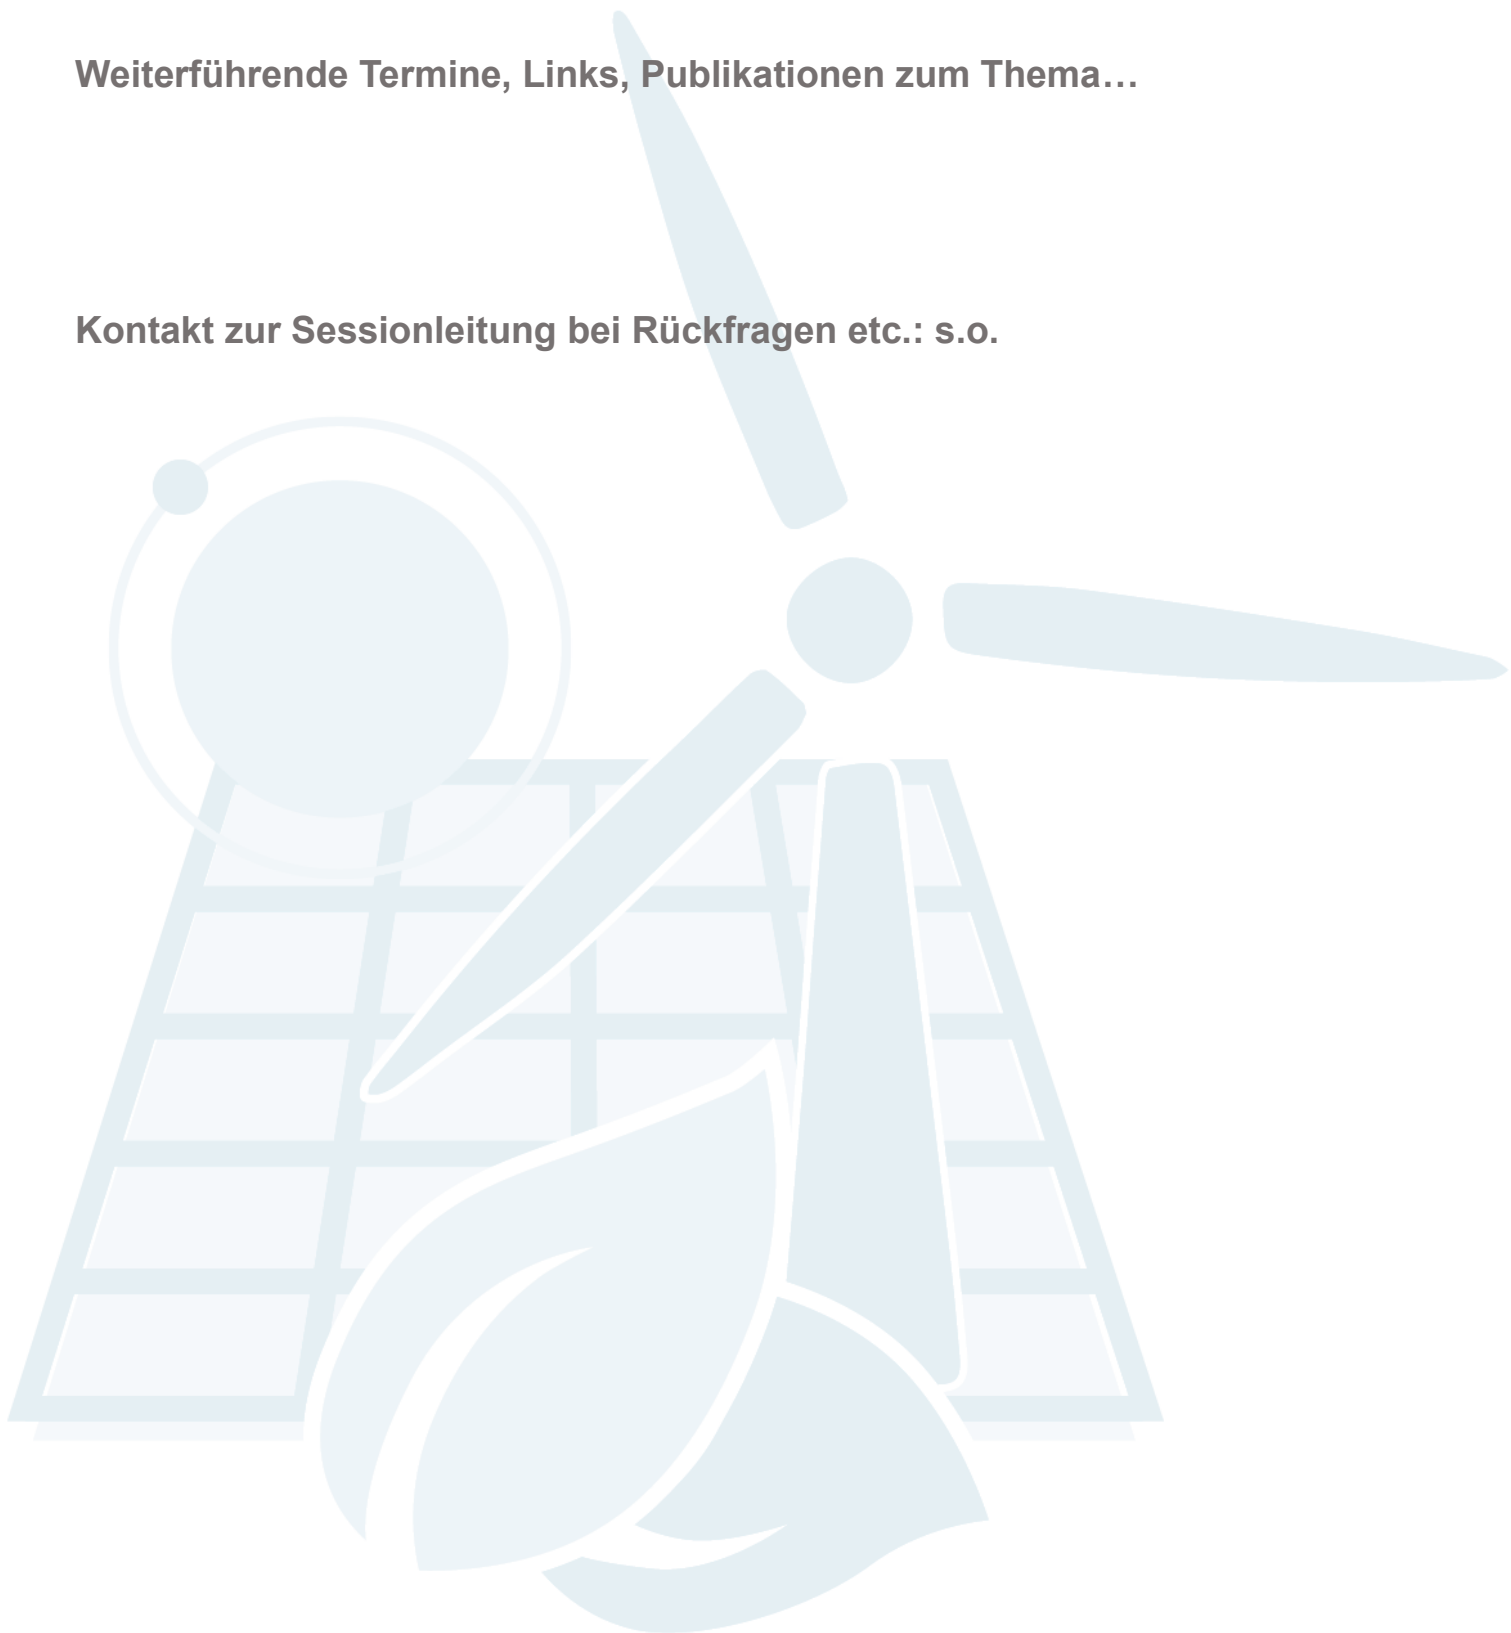 Weiterführende Termine, Links, Publikationen zum Thema…
Kontakt zur Sessionleitung bei Rückfragen etc.: s.o.